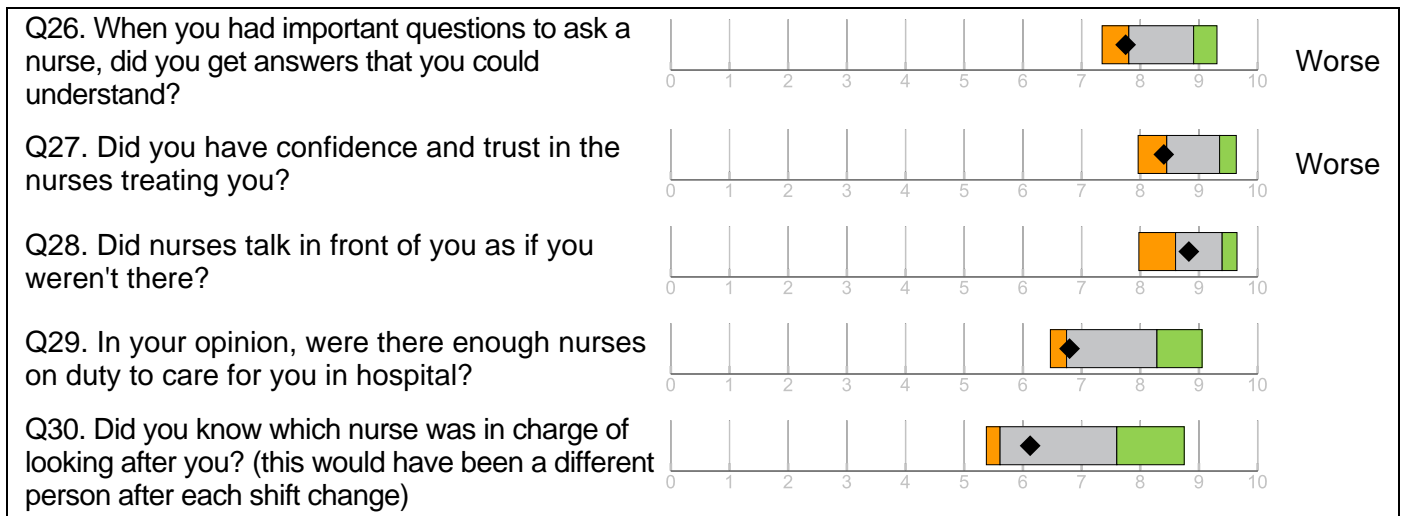 Q26. When you had important questions to ask a
nurse, did you get answers that you could
understand?
0 1 2 3 4 5 6 7 8 9 10
Worse
Q27. Did you have confidence and trust in the
nurses treating you?
0 1 2 3 4 5 6 7 8 9 10
Worse
Q28. Did nurses talk in front of you as if you
weren't there?
0 1 2 3 4 5 6 7 8 9 10
Q29. In your opinion, were there enough nurses
on duty to care for you in hospital?
0 1 2 3 4 5 6 7 8 9 10
Q30. Did you know which nurse was in charge of
looking after you? (this would have been a different
person after each shift change)
0 1 2 3 4 5 6 7 8 9 10